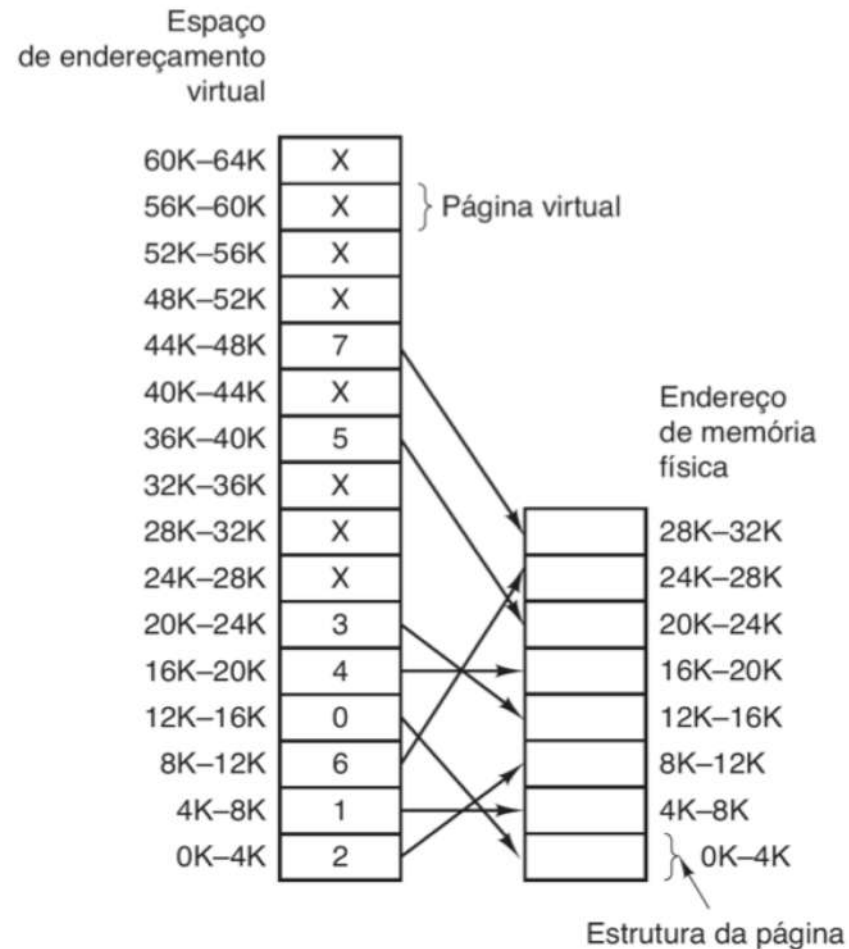 Espaço
de endereçamento
virtual
60K–64K X
56K–60K X Página virtual
52K–56K X
48K–52K X
44K–48K 7
40K–44K X
36K–40K 5
32K–36K X
28K–32K X
24K–28K X
20K–24K 3
16K–20K 4
12K–16K 0
8K–12K 6
4K–8K 1
0K–4K 2
Endereço
de memória
física
28K–32K
24K–28K
20K–24K
16K–20K
12K–16K
8K–12K
4K–8K
0K–4K
Estrutura da página